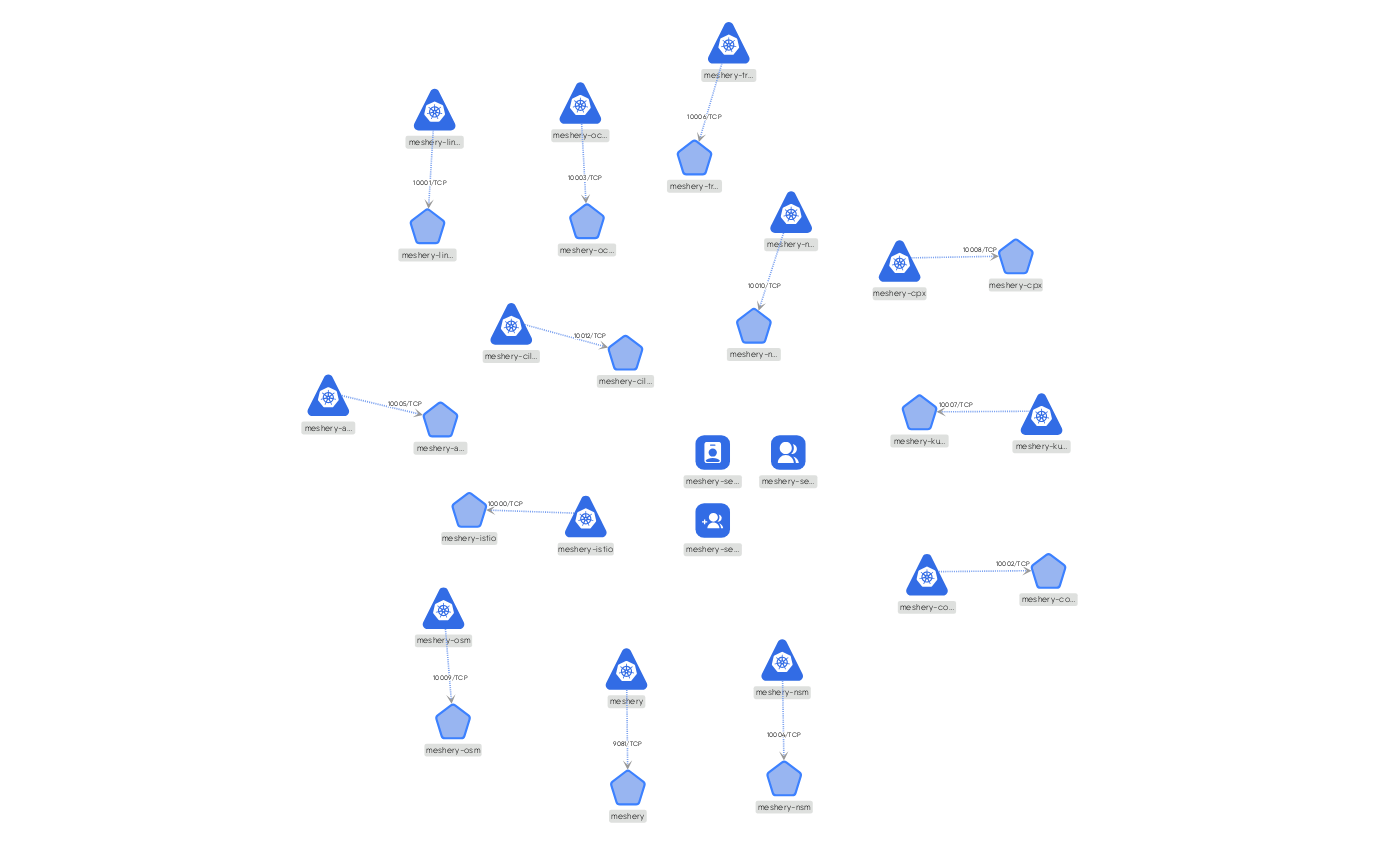 meshery-tr...
10006/TCP
meshery-tr...
meshery-lin...
10001/TCP
meshery-lin...
meshery-oc...
10003/TCP
meshery-oc...
meshery-n...
10010/TCP
meshery-n...
meshery-cpx
10008/TCP
meshery-cpx
meshery-cil...
10012/TCP
meshery-cil...
meshery-a...
10005/TCP
meshery-a...
meshery-ku...
10007/TCP
meshery-ku...
meshery-se...
meshery-se...
meshery-se...
meshery-istio
10000/TCP
meshery-istio
meshery-co...
10002/TCP
meshery-co...
meshery-osm
10009/TCP
meshery-osm
meshery
9081/TCP
meshery
meshery-nsm
10004/TCP
meshery-nsm